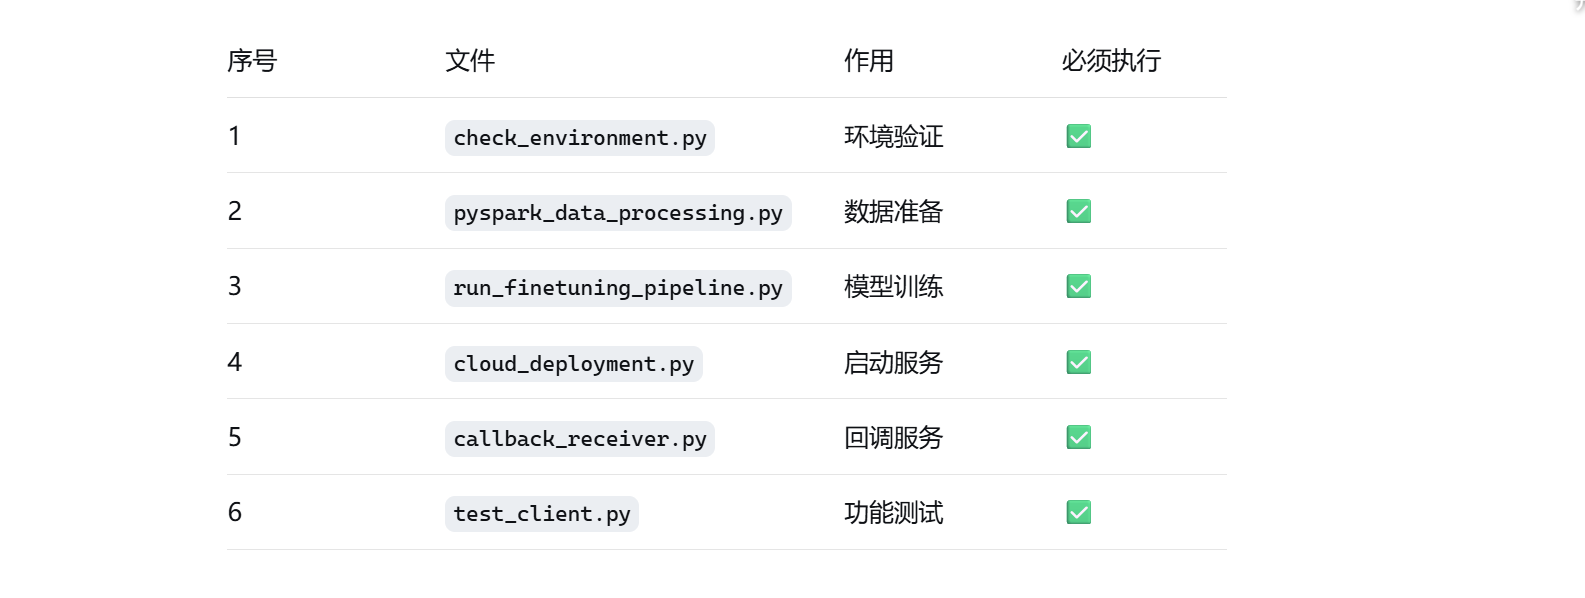 序号 文件 作用 必须执行
1 check_environment.py 环境验证 ✅
2 pyspark_data_processing.py 数据准备 ✅
3 run_finetuning_pipeline.py 模型训练 ✅
4 cloud_deployment.py 启动服务 ✅
5 callback_receiver.py 回调服务 ✅
6 test_client.py 功能测试 ✅